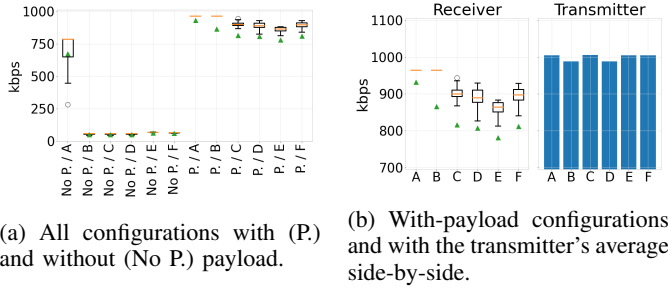 1000
750
500
250
0
kbps
No P. / A
No P. / B
No P. / C
No P. / D
No P. / E
No P. / F
P. / A
P. / B
P. / C
P. / D
P. / E
P. / F
(a) All configurations with (P.)
and without (No P.) payload.
Receiver Transmitter
1100
1000
900
800
700
kbps
A B C D E F A B C D E F
(b) With-payload configurations
and with the transmitter's average
side-by-side.